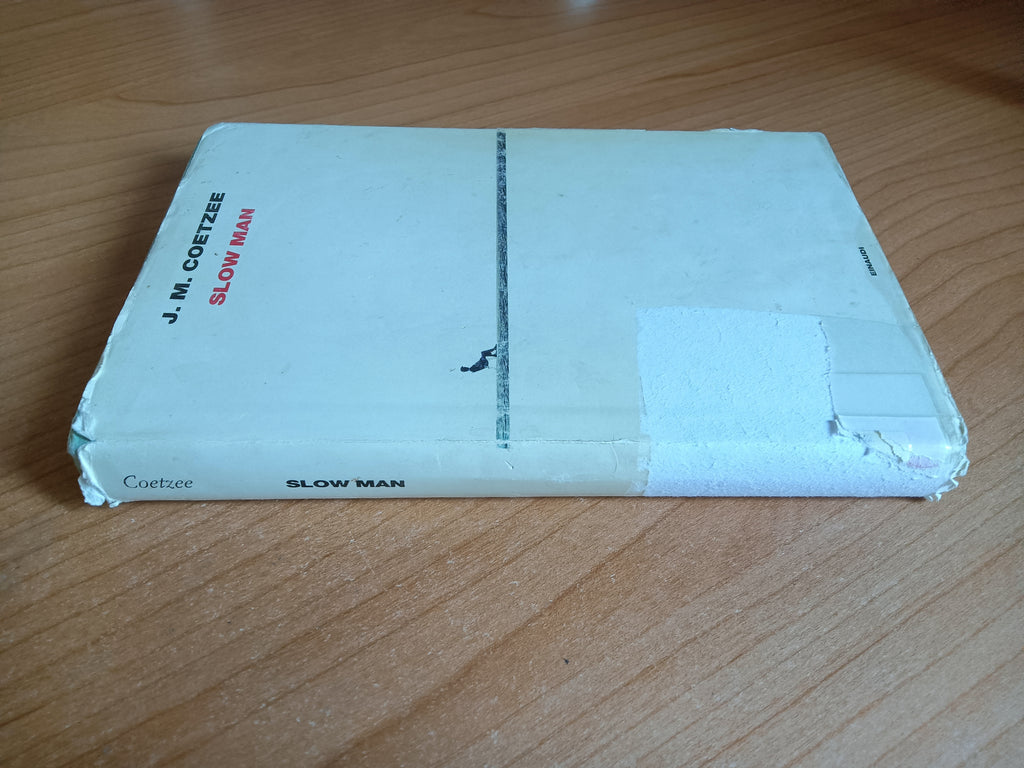 J. M. COETZEE
SLOW MAN
EINAUDI
Coetzee
SLOW MAN